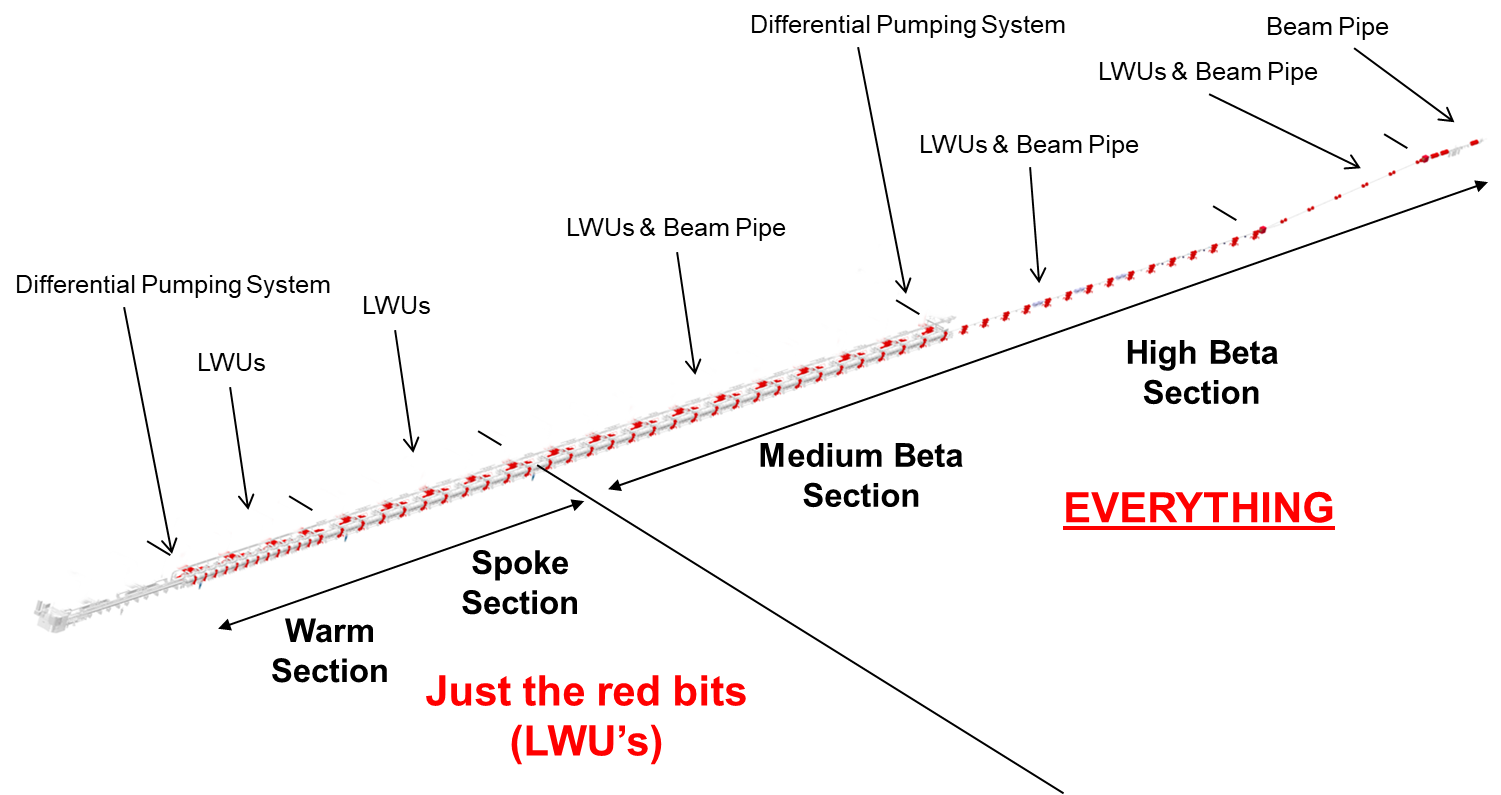 Differential Pumping System
Beam Pipe
LWUs & Beam Pipe
LWUs & Beam Pipe
LWUs & Beam Pipe
Differential Pumping System
LWUs
LWUs
High Beta
Section
Medium Beta
Section
EVERYTHING
Spoke
Section
Warm
Section
Just the red bits
(LWU’s)